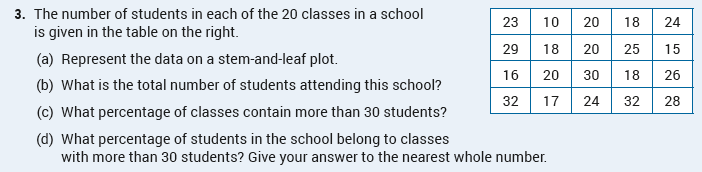 3. The number of students in each of the 20 classes in a school
is given in the table on the right.
(a) Represent the data on a stem-and-leaf plot.
(b) What is the total number of students attending this school?
(c) What percentage of classes contain more than 30 students?
(d) What percentage of students in the school belong to classes
with more than 30 students? Give your answer to the nearest whole number.
23 10 20 18 24
29 18 20 25 15
16 20 30 18 26
32 17 24 32 28